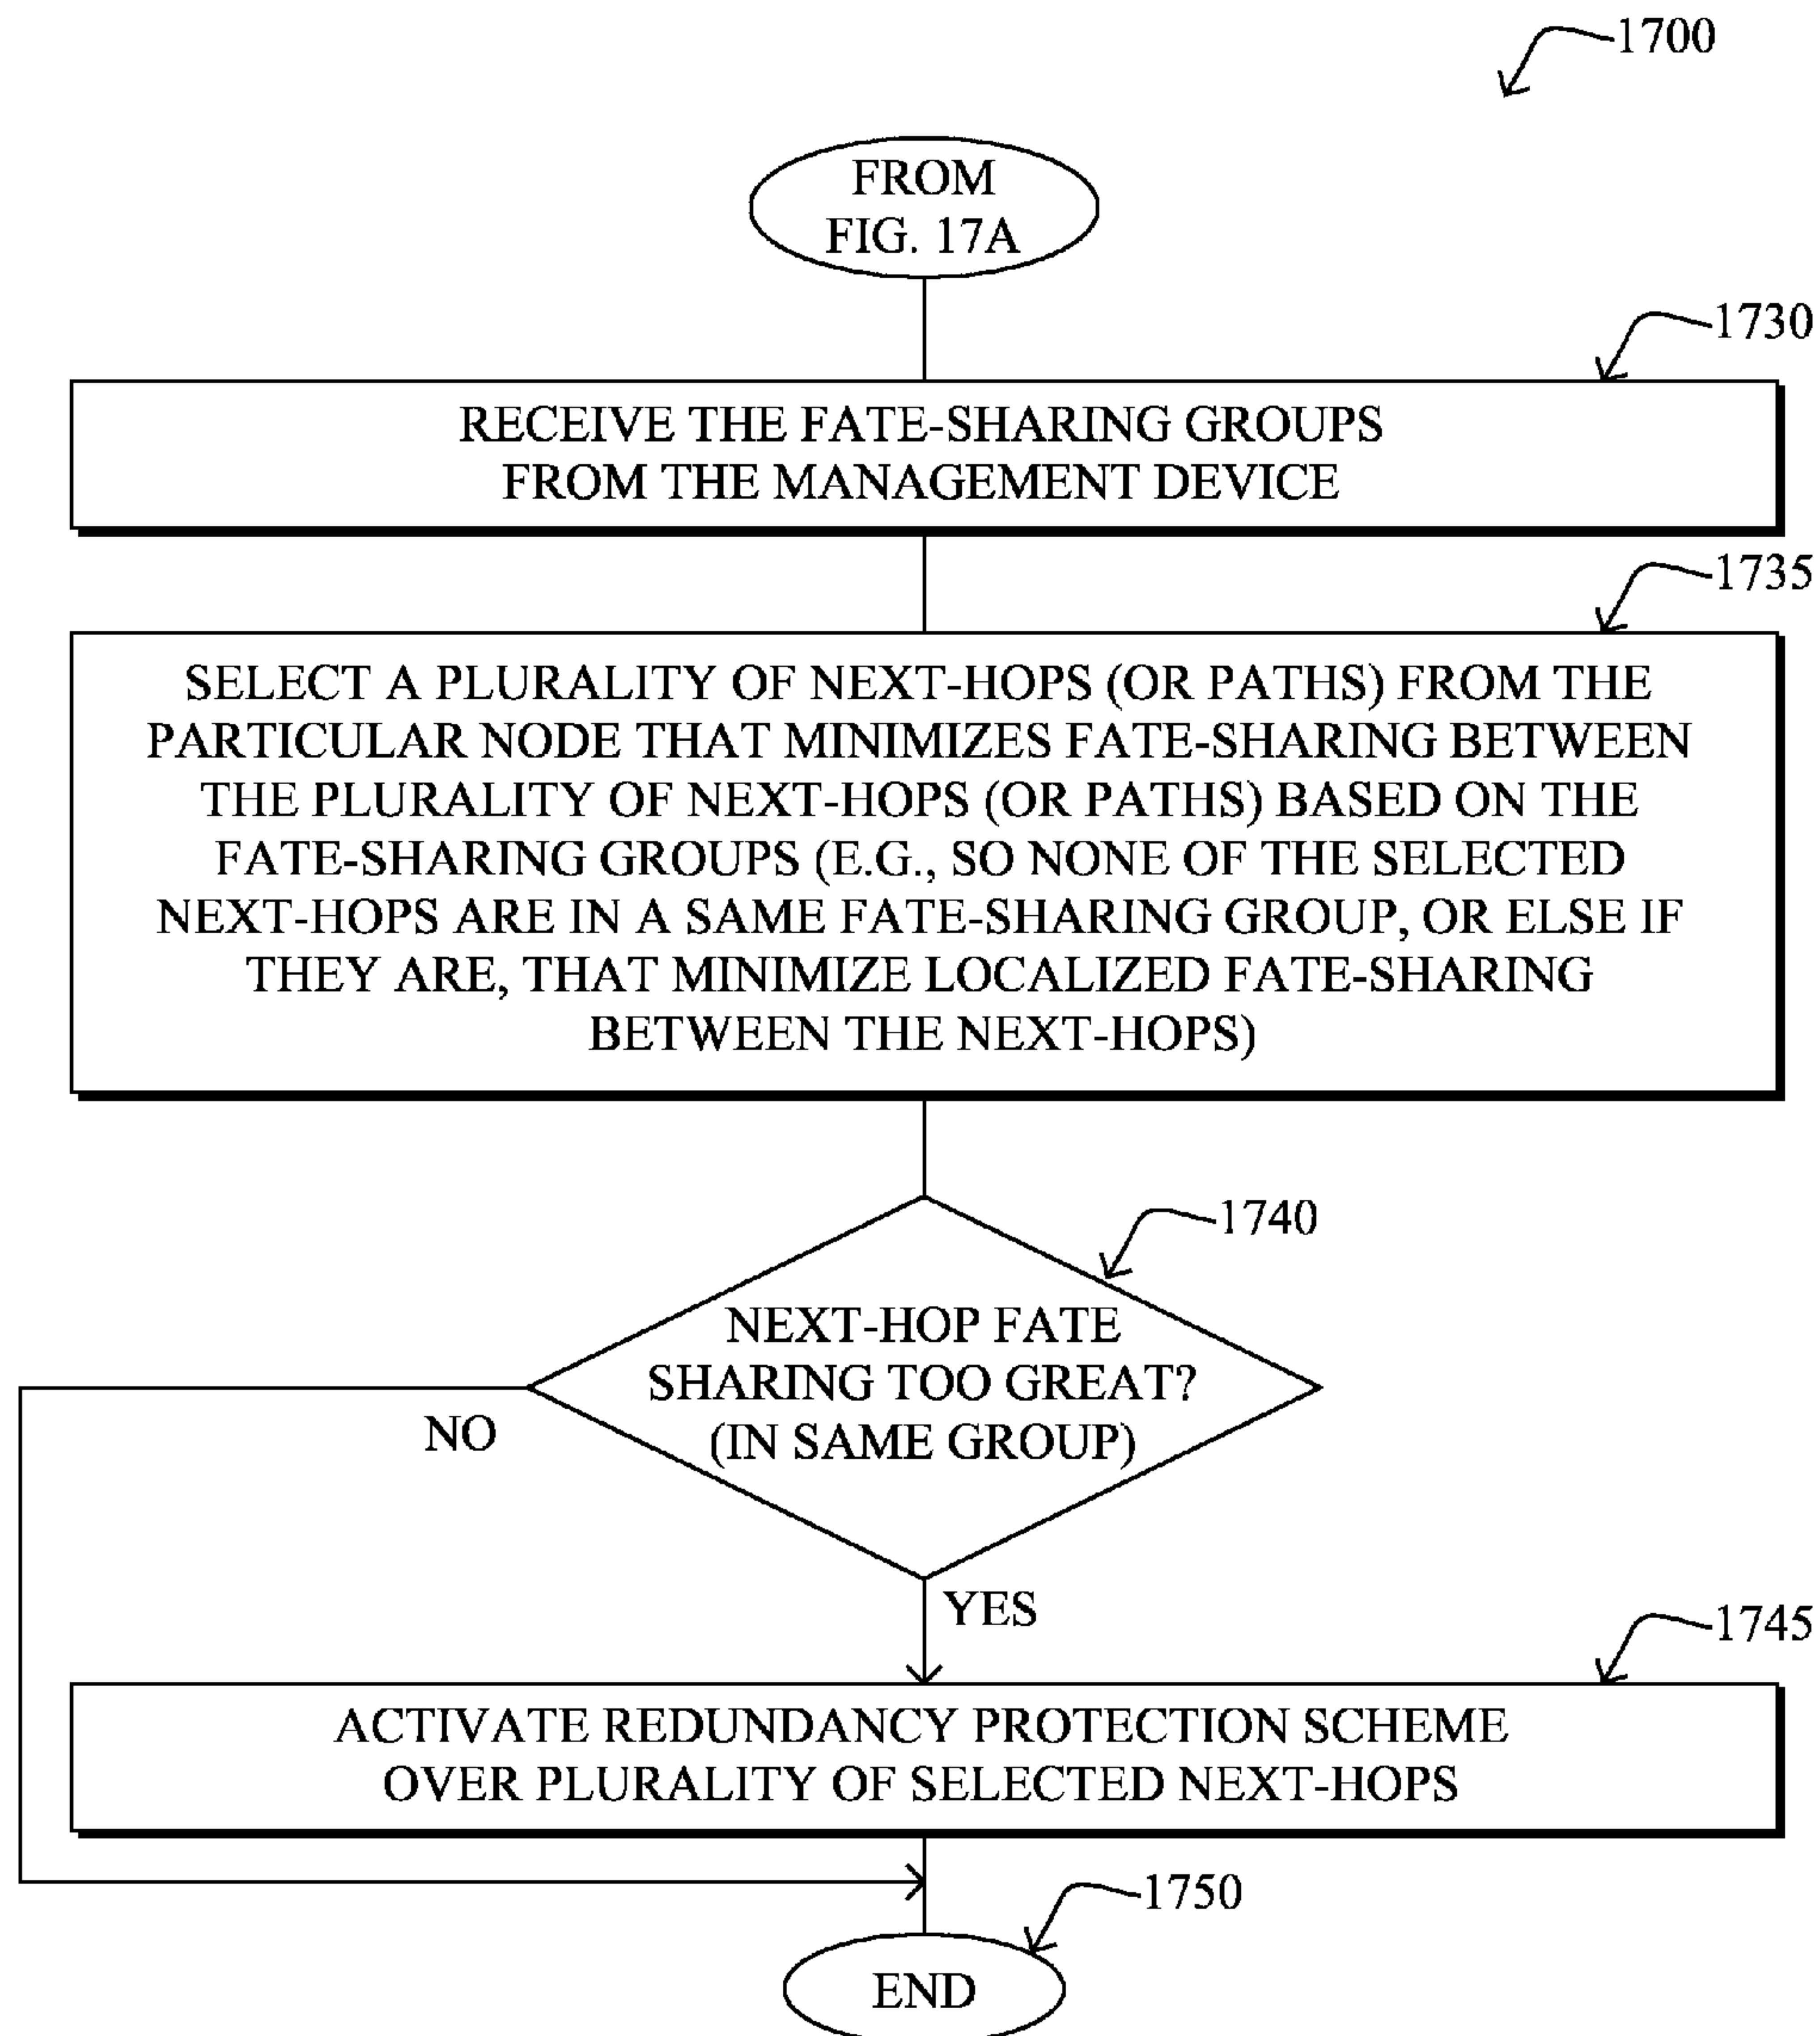 1700
FROM
FIG. 17A
1730
RECEIVE THE FATE-SHARING GROUPS
FROM THE MANAGEMENT DEVICE
1735
SELECT A PLURALITY OF NEXT-HOPS (OR PATHS) FROM THE
PARTICULAR NODE THAT MINIMIZES FATE-SHARING BETWEEN
THE PLURALITY OF NEXT-HOPS (OR PATHS) BASED ON THE
FATE-SHARING GROUPS (E.G., SO NONE OF THE SELECTED
NEXT-HOPS ARE IN A SAME FATE-SHARING GROUP, OR ELSE IF
THEY ARE, THAT MINIMIZE LOCALIZED FATE-SHARING
BETWEEN THE NEXT-HOPS)
1740
NEXT-HOP FATE
SHARING TOO GREAT?
(IN SAME GROUP)
NO
YES
1745
ACTIVATE REDUNDANCY PROTECTION SCHEME
OVER PLURALITY OF SELECTED NEXT-HOPS
1750
END